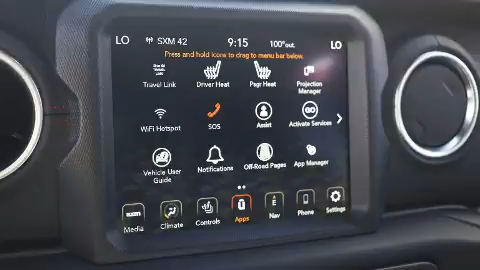 LO SXM 42 9:15 100° out. LO
Press and hold icons to drag to menu bar below.
Travel Link Driver Heat Psgr Heat Projection
Manager
WiFi Hotspot SOS Assist Activate Services
Vehicle User
Guide
Notifications Off-Road Pages App Manager
Media Climate Controls Apps Nav Phone Settings